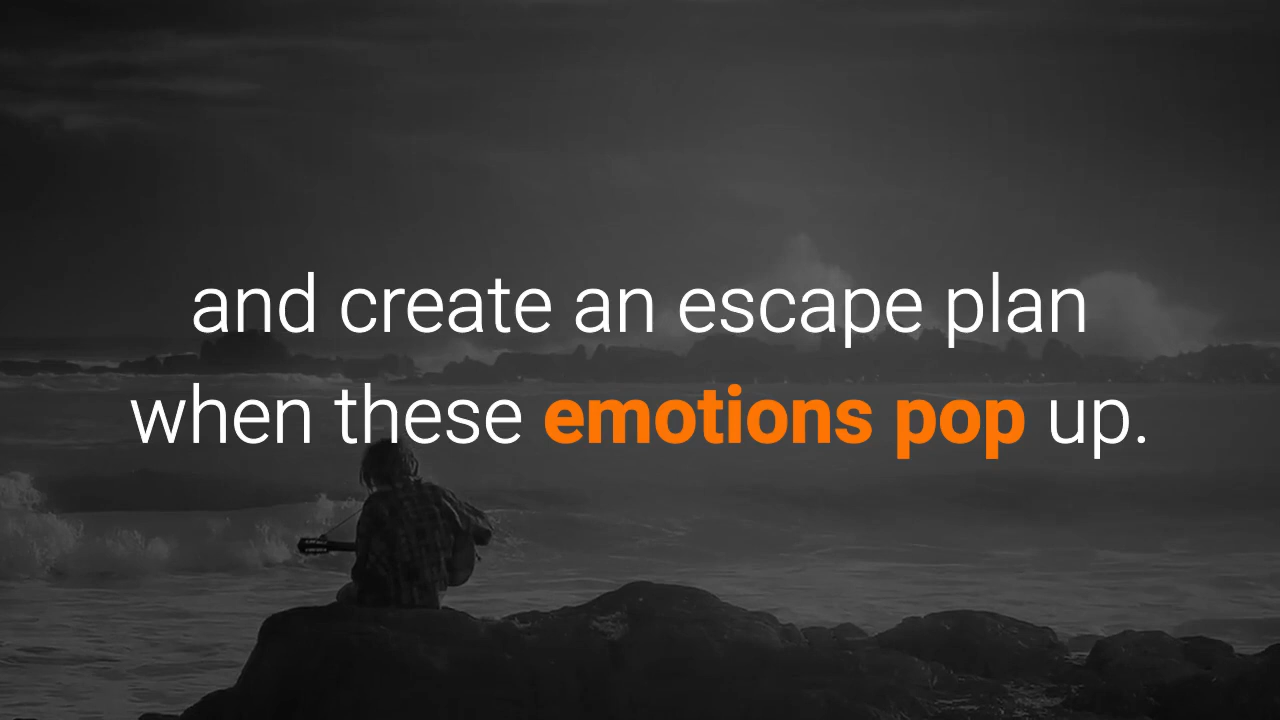 and create an escape plan
when these emotions pop up.